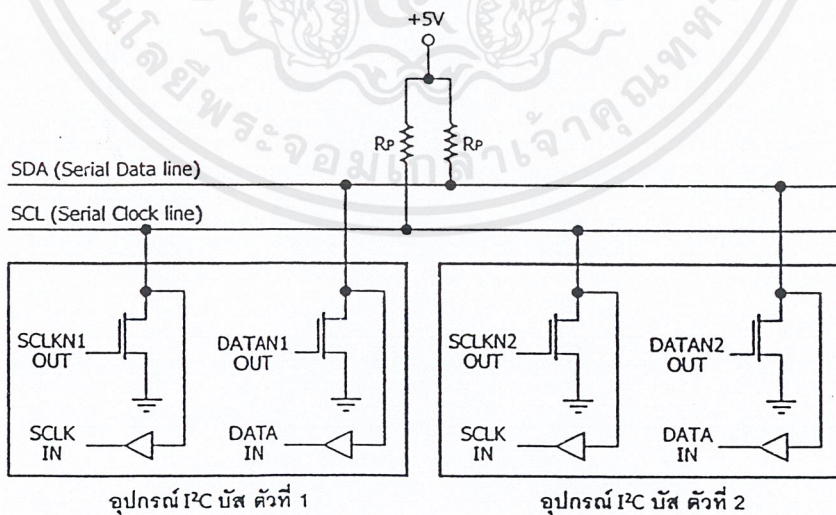 +5V
RP RP
SDA (Serial Data line)
SCL (Serial Clock line)
SCLKN1
OUT
DATAN1
OUT
SCLKN2
OUT
DATAN2
OUT
SCLK
IN
DATA
IN
SCLK
IN
DATA
IN
อุปกรณ์ I²C บัส ตัวที่ 1
อุปกรณ์ I²C บัส ตัวที่ 2